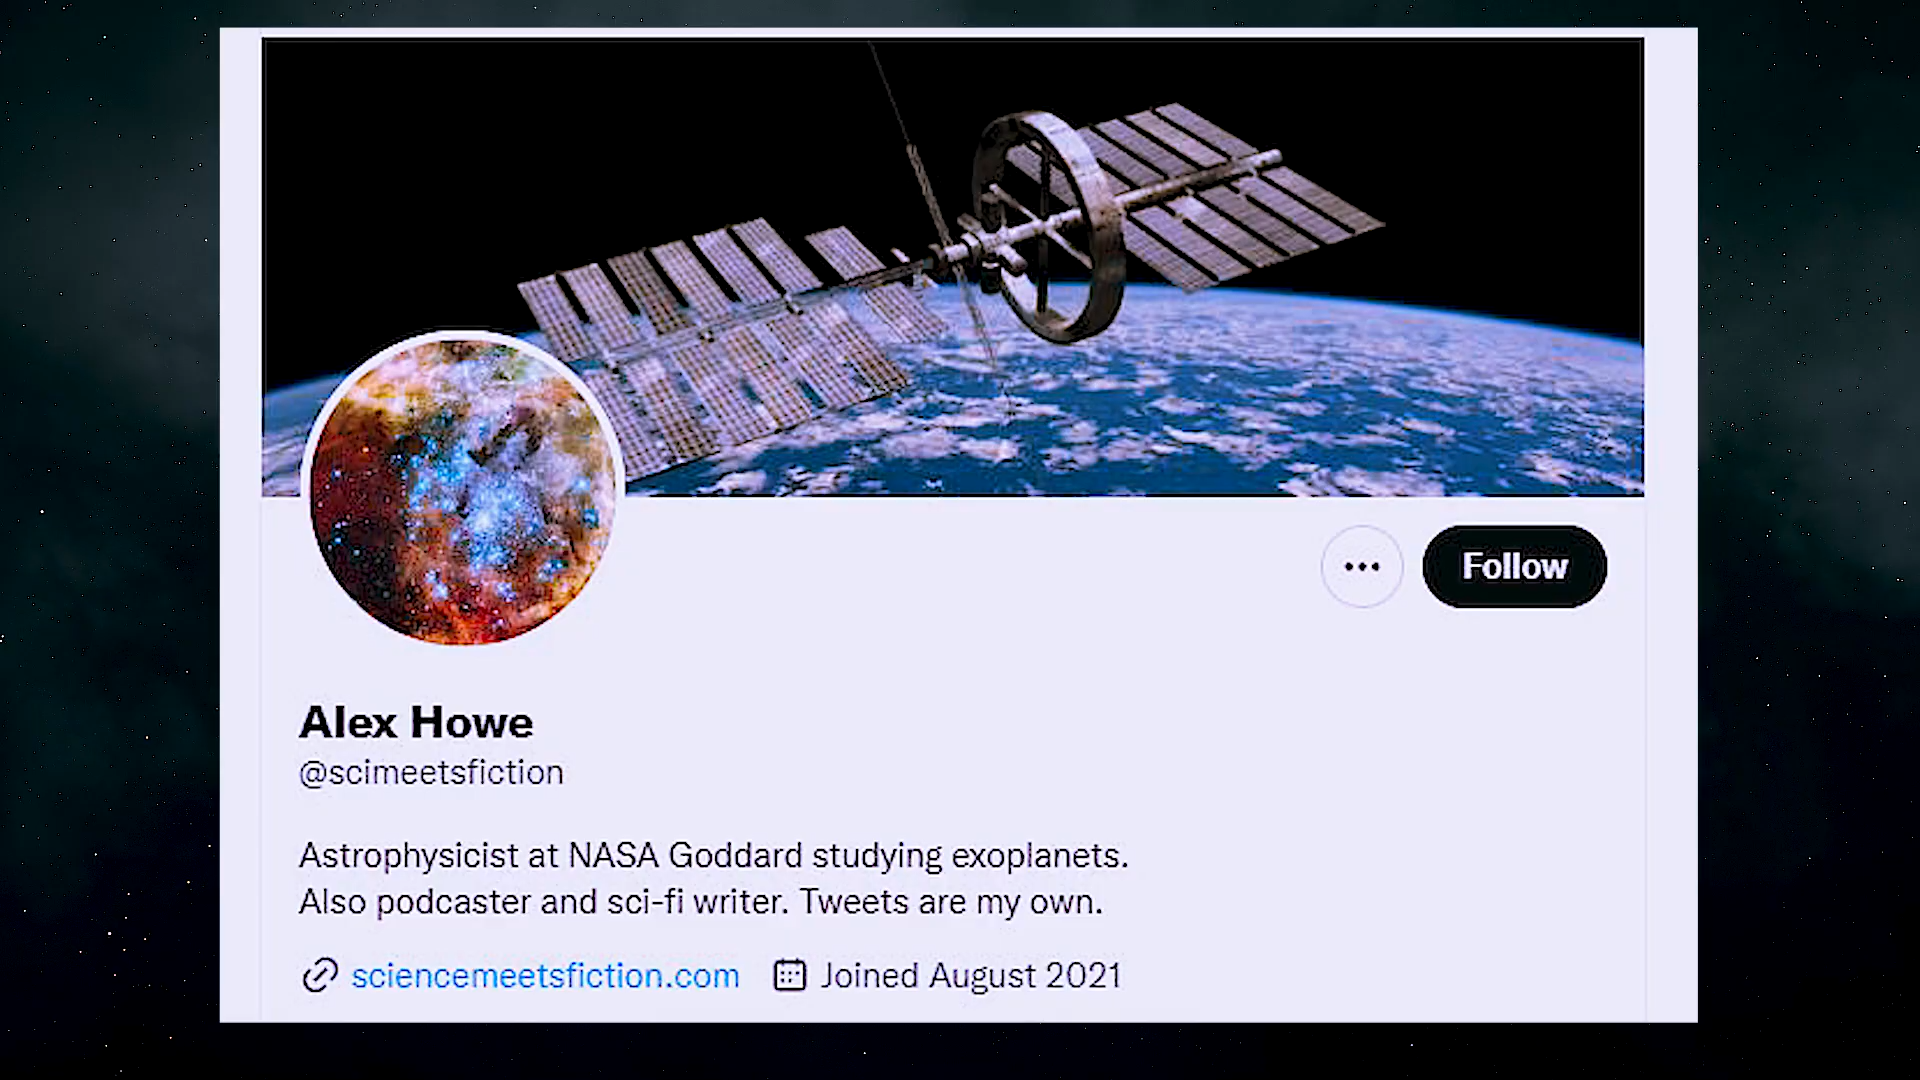 Follow
Alex Howe
@scimeetsfiction
Astrophysicist at NASA Goddard studying exoplanets.
Also podcaster and sci-fi writer. Tweets are my own.
sciencemeetsfiction.com Joined August 2021